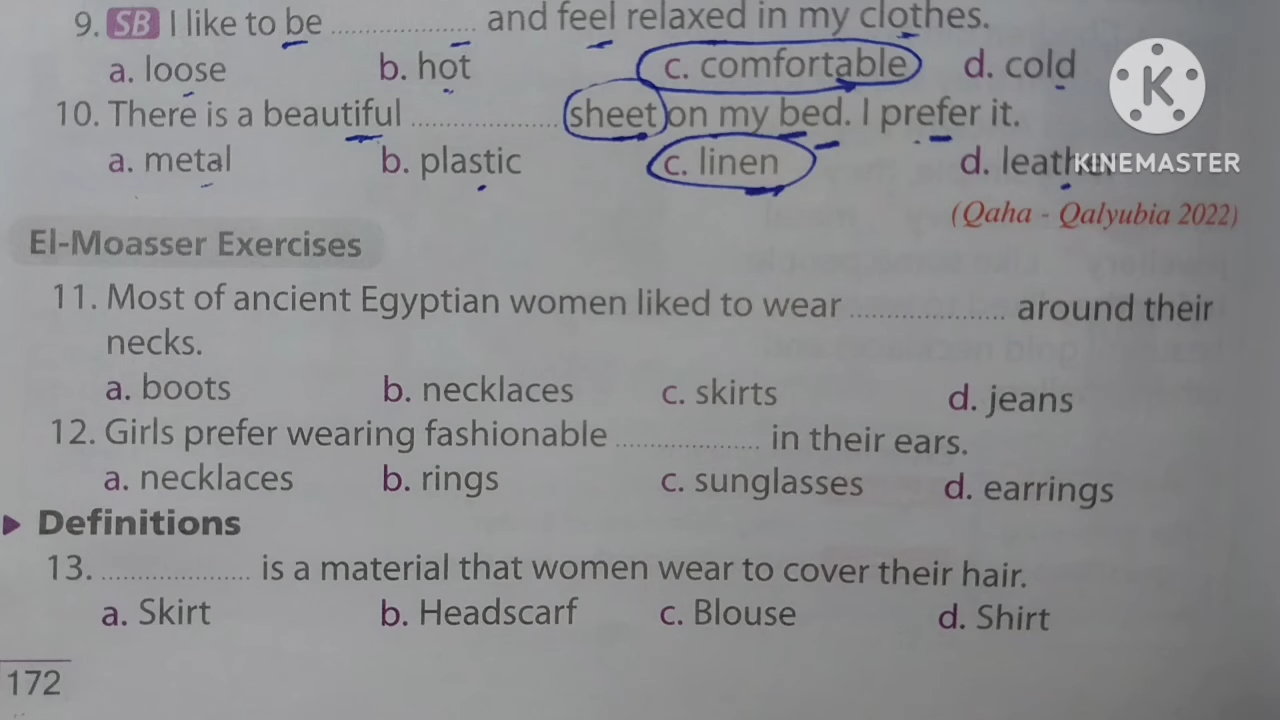 9. SB I like to be .................... and feel relaxed in my clothes.
a. loose b. hot c. comfortable d. cold
10. There is a beautiful .................... sheet on my bed. I prefer it.
a. metal b. plastic c. linen d. leather
KINEMASTER
(Qaha - Qalyubia 2022)
El-Moasser Exercises
11. Most of ancient Egyptian women liked to wear .................... around their
necks.
a. boots b. necklaces c. skirts d. jeans
12. Girls prefer wearing fashionable .................... in their ears.
a. necklaces b. rings c. sunglasses d. earrings
Definitions
13. .................... is a material that women wear to cover their hair.
a. Skirt b. Headscarf c. Blouse d. Shirt
172